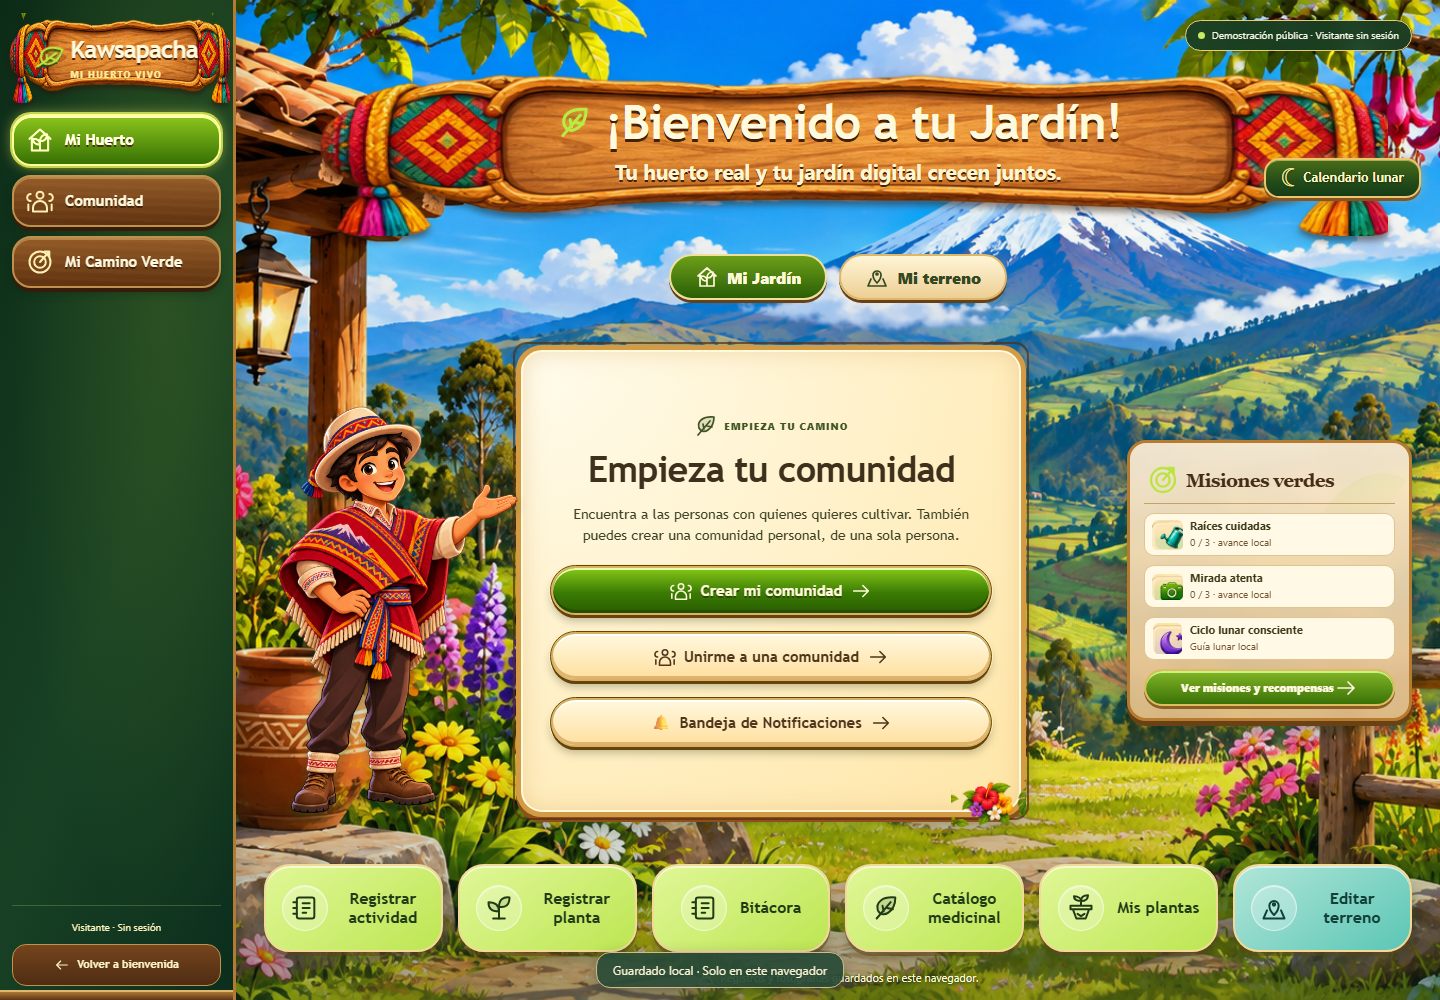 Kawsapacha
MI HUERTO VIVO
Mi Huerto
Comunidad
Mi Camino Verde
Visitante · Sin sesión
← Volver a bienvenida
Demostración pública · Visitante sin sesión
¡Bienvenido a tu Jardín!
Tu huerto real y tu jardín digital crecen juntos.
Calendario lunar
Mi Jardín
Mi terreno
EMPIEZA TU CAMINO
Empieza tu comunidad
Encuentra a las personas con quienes quieres cultivar. También
puedes crear una comunidad personal, de una sola persona.
Crear mi comunidad →
Unirme a una comunidad →
Bandeja de Notificaciones →
Misiones verdes
Raíces cuidadas
0 / 3 · avance local
Mirada atenta
0 / 3 · avance local
Ciclo lunar consciente
Guía lunar local
Ver misiones y recompensas →
Registrar
actividad
Registrar
planta
Bitácora
Catálogo
medicinal
Mis plantas
Editar
terreno
Guardado local · Solo en este navegador
en este navegador.